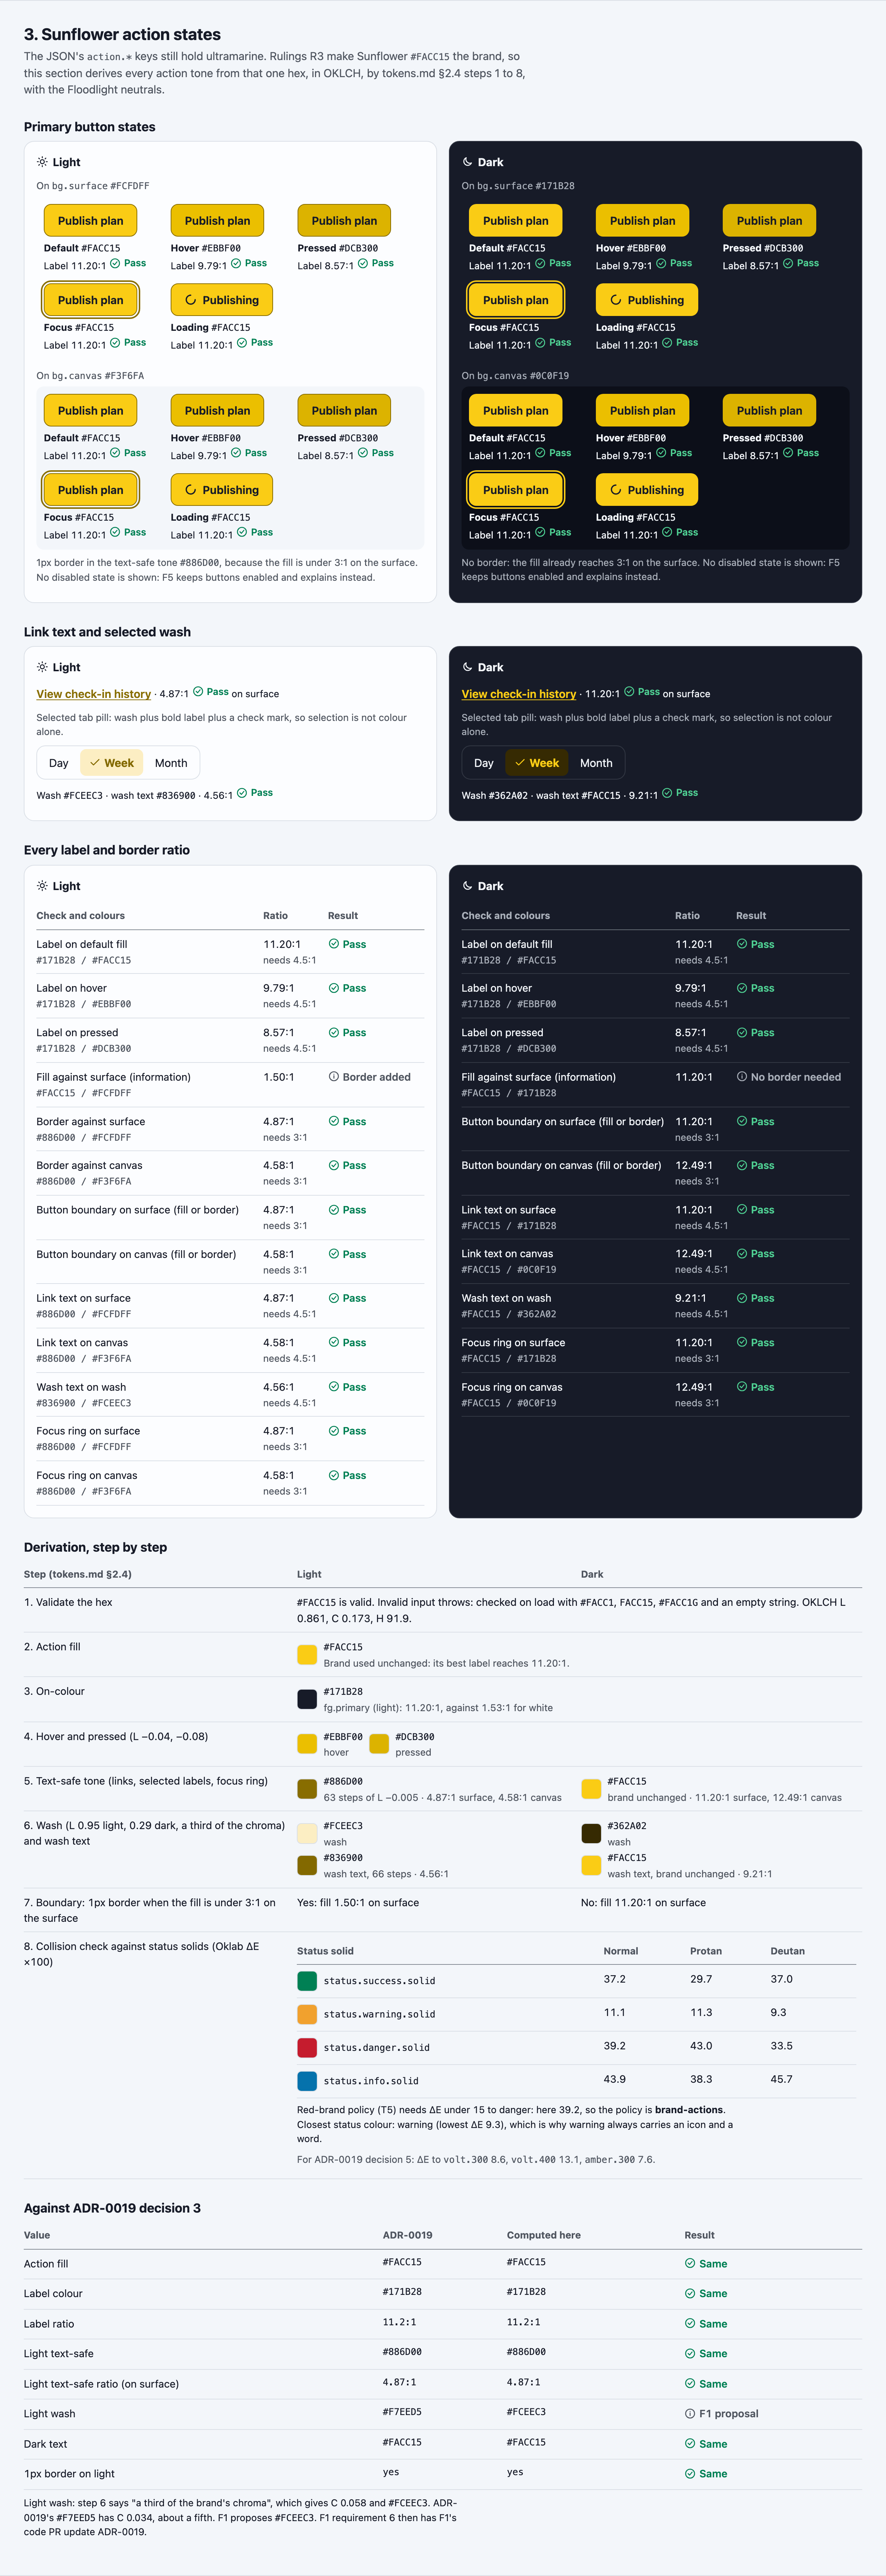 3. Sunflower action states
The JSON's action.* keys still hold ultramarine. Rulings R3 make Sunflower #FACC15 the brand, so
this section derives every action tone from that one hex, in OKLCH, by tokens.md §2.4 steps 1 to 8,
with the Floodlight neutrals.
Primary button states
Light
On bg.surface #FCFDFF
Publish plan
Publish plan
Publish plan
Default #FACC15
Hover #EBBF00
Pressed #DCB300
Label 11.20:1 Pass
Label 9.79:1 Pass
Label 8.57:1 Pass
Publish plan
Publishing
Focus #FACC15
Loading #FACC15
Label 11.20:1 Pass
Label 11.20:1 Pass
On bg.canvas #F3F6FA
Publish plan
Publish plan
Publish plan
Default #FACC15
Hover #EBBF00
Pressed #DCB300
Label 11.20:1 Pass
Label 9.79:1 Pass
Label 8.57:1 Pass
Publish plan
Publishing
Focus #FACC15
Loading #FACC15
Label 11.20:1 Pass
Label 11.20:1 Pass
1px border in the text-safe tone #886D00, because the fill is under 3:1 on the surface.
No disabled state is shown: F5 keeps buttons enabled and explains instead.
Dark
On bg.surface #171B28
Publish plan
Publish plan
Publish plan
Default #FACC15
Hover #EBBF00
Pressed #DCB300
Label 11.20:1 Pass
Label 9.79:1 Pass
Label 8.57:1 Pass
Publish plan
Publishing
Focus #FACC15
Loading #FACC15
Label 11.20:1 Pass
Label 11.20:1 Pass
On bg.canvas #0C0F19
Publish plan
Publish plan
Publish plan
Default #FACC15
Hover #EBBF00
Pressed #DCB300
Label 11.20:1 Pass
Label 9.79:1 Pass
Label 8.57:1 Pass
Publish plan
Publishing
Focus #FACC15
Loading #FACC15
Label 11.20:1 Pass
Label 11.20:1 Pass
No border: the fill already reaches 3:1 on the surface. No disabled state is shown: F5
keeps buttons enabled and explains instead.
Link text and selected wash
Light
View check-in history · 4.87:1 Pass on surface
Selected tab pill: wash plus bold label plus a check mark, so selection is not colour
alone.
Day Week Month
Wash #FCEEC3 · wash text #836900 · 4.56:1 Pass
Dark
View check-in history · 11.20:1 Pass on surface
Selected tab pill: wash plus bold label plus a check mark, so selection is not colour
alone.
Day Week Month
Wash #362A02 · wash text #FACC15 · 9.21:1 Pass
Every label and border ratio
Light
Check and colours Ratio Result
Label on default fill 11.20:1 Pass
#171B28 / #FACC15 needs 4.5:1
Label on hover 9.79:1 Pass
#171B28 / #EBBF00 needs 4.5:1
Label on pressed 8.57:1 Pass
#171B28 / #DCB300 needs 4.5:1
Fill against surface (information) 1.50:1 Border added
#FACC15 / #FCFDFF
Border against surface 4.87:1 Pass
#886D00 / #FCFDFF needs 3:1
Border against canvas 4.58:1 Pass
#886D00 / #F3F6FA needs 3:1
Button boundary on surface (fill or border) 4.87:1 Pass
needs 3:1
Button boundary on canvas (fill or border) 4.58:1 Pass
needs 3:1
Link text on surface 4.87:1 Pass
#886D00 / #FCFDFF needs 4.5:1
Link text on canvas 4.58:1 Pass
#886D00 / #F3F6FA needs 4.5:1
Wash text on wash 4.56:1 Pass
#836900 / #FCEEC3 needs 4.5:1
Focus ring on surface 4.87:1 Pass
#886D00 / #FCFDFF needs 3:1
Focus ring on canvas 4.58:1 Pass
#886D00 / #F3F6FA needs 3:1
Dark
Check and colours Ratio Result
Label on default fill 11.20:1 Pass
#171B28 / #FACC15 needs 4.5:1
Label on hover 9.79:1 Pass
#171B28 / #EBBF00 needs 4.5:1
Label on pressed 8.57:1 Pass
#171B28 / #DCB300 needs 4.5:1
Fill against surface (information) 11.20:1 No border needed
#FACC15 / #171B28
Button boundary on surface (fill or border) 11.20:1 Pass
needs 3:1
Button boundary on canvas (fill or border) 12.49:1 Pass
needs 3:1
Link text on surface 11.20:1 Pass
#FACC15 / #171B28 needs 4.5:1
Link text on canvas 12.49:1 Pass
#FACC15 / #0C0F19 needs 4.5:1
Wash text on wash 9.21:1 Pass
#FACC15 / #362A02 needs 4.5:1
Focus ring on surface 11.20:1 Pass
#FACC15 / #171B28 needs 3:1
Focus ring on canvas 12.49:1 Pass
#FACC15 / #0C0F19 needs 3:1
Derivation, step by step
Step (tokens.md §2.4) Light Dark
1. Validate the hex
#FACC15 is valid. Invalid input throws: checked on load with #FACC1, FACC15, #FACC1G and an empty string. OKLCH L
0.861, C 0.173, H 91.9.
2. Action fill
#FACC15
Brand used unchanged: its best label reaches 11.20:1.
3. On-colour
#171B28
fg.primary (light): 11.20:1, against 1.53:1 for white
4. Hover and pressed (L −0.04, −0.08)
#EBBF00 #DCB300
hover pressed
5. Text-safe tone (links, selected labels, focus ring)
#886D00
63 steps of L −0.005 · 4.87:1 surface, 4.58:1 canvas
#FACC15
brand unchanged · 11.20:1 surface, 12.49:1 canvas
6. Wash (L 0.95 light, 0.29 dark, a third of the chroma)
and wash text
#FCEEC3
wash
#836900
wash text, 66 steps · 4.56:1
#362A02
wash
#FACC15
wash text, brand unchanged · 9.21:1
7. Boundary: 1px border when the fill is under 3:1 on
the surface
Yes: fill 1.50:1 on surface
No: fill 11.20:1 on surface
8. Collision check against status solids (Oklab ΔE
×100)
Status solid Normal Protan Deutan
status.success.solid 37.2 29.7 37.0
status.warning.solid 11.1 11.3 9.3
status.danger.solid 39.2 43.0 33.5
status.info.solid 43.9 38.3 45.7
Red-brand policy (T5) needs ΔE under 15 to danger: here 39.2, so the policy is brand-actions.
Closest status colour: warning (lowest ΔE 9.3), which is why warning always carries an icon and a
word.
For ADR-0019 decision 5: ΔE to volt.300 8.6, volt.400 13.1, amber.300 7.6.
Against ADR-0019 decision 3
Value ADR-0019 Computed here Result
Action fill #FACC15 #FACC15 Same
Label colour #171B28 #171B28 Same
Label ratio 11.2:1 11.2:1 Same
Light text-safe #886D00 #886D00 Same
Light text-safe ratio (on surface) 4.87:1 4.87:1 Same
Light wash #F7EED5 #FCEEC3 F1 proposal
Dark text #FACC15 #FACC15 Same
1px border on light yes yes Same
Light wash: step 6 says "a third of the brand's chroma", which gives C 0.058 and #FCEEC3. ADR-
0019's #F7EED5 has C 0.034, about a fifth. F1 proposes #FCEEC3. F1 requirement 6 then has F1's
code PR update ADR-0019.